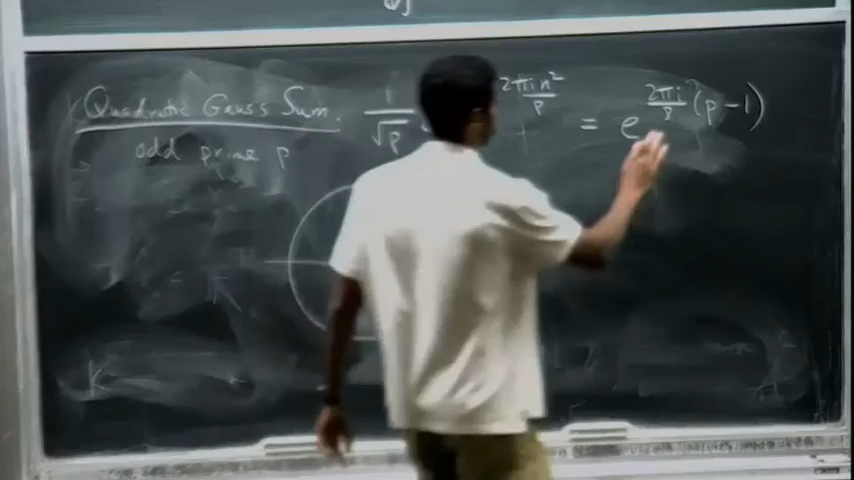 Quadratic Gauss Sum. 1/√p 2πin²/p = e^{2πi/8 (p-1)}
odd prime p
K